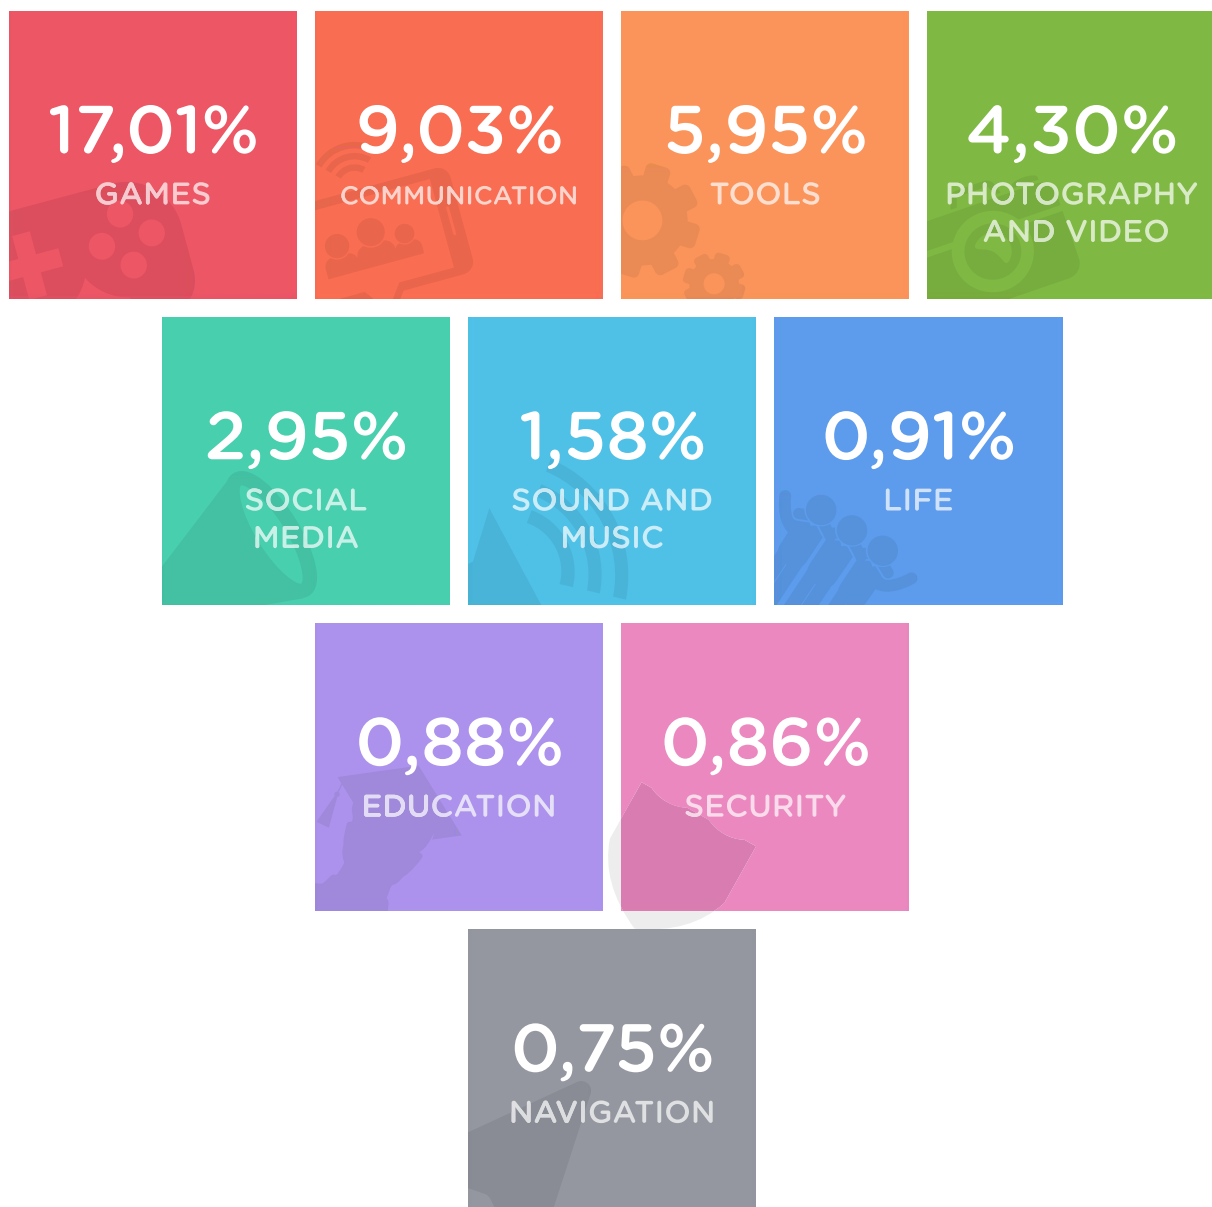 17,01%
GAMES
9,03%
COMMUNICATION
5,95%
TOOLS
4,30%
PHOTOGRAPHY
AND VIDEO
2,95%
SOCIAL
MEDIA
1,58%
SOUND AND
MUSIC
0,91%
LIFE
0,88%
EDUCATION
0,86%
SECURITY
0,75%
NAVIGATION